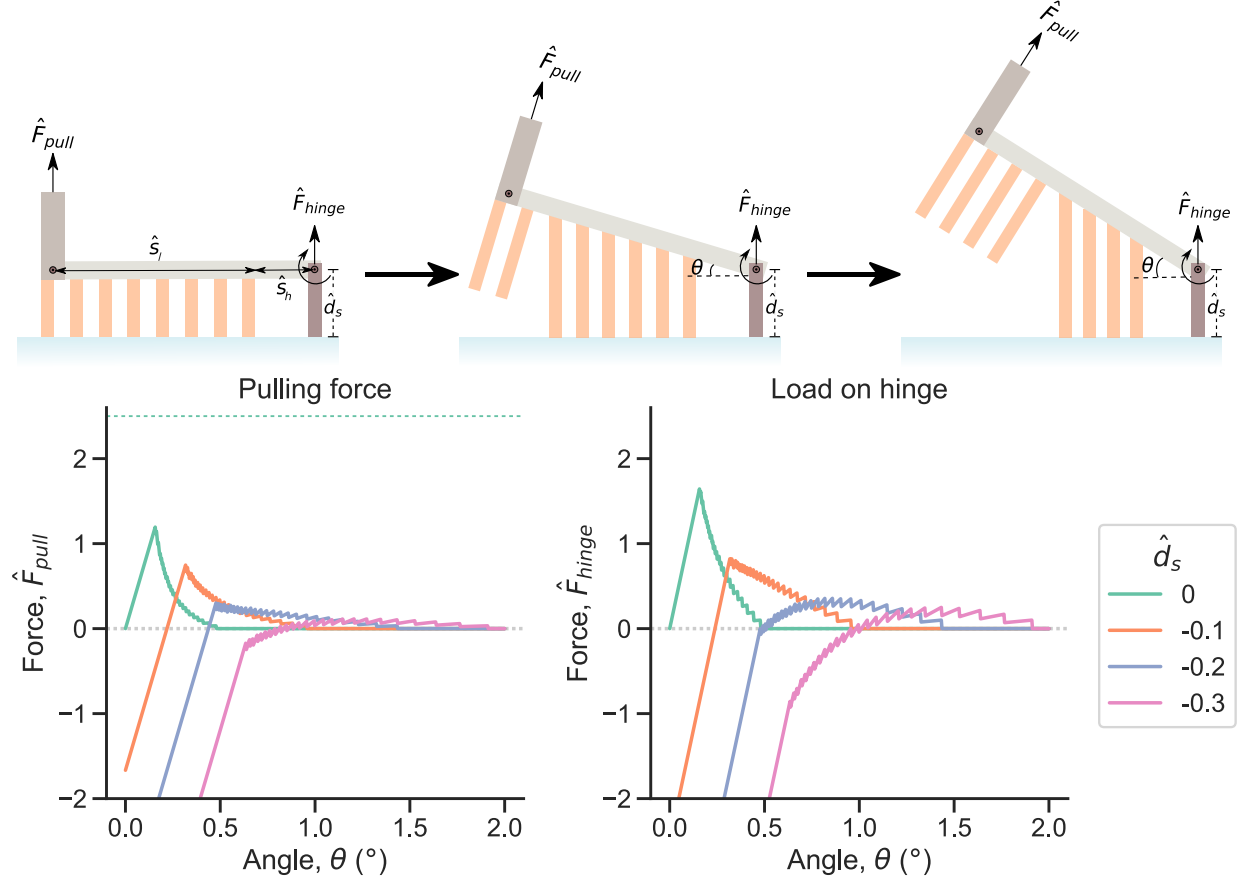 F̂pull
F̂hinge
ŝl
ŝh
d̂s
F̂pull
F̂hinge
θ
d̂s
F̂pull
F̂hinge
θ
d̂s
Pulling force
Force, F̂pull
2
1
0
−1
−2
0.0 0.5 1.0 1.5 2.0
Angle, θ (°)
Load on hinge
Force, F̂hinge
2
1
0
−1
−2
0.0 0.5 1.0 1.5 2.0
Angle, θ (°)
d̂s
0
-0.1
-0.2
-0.3